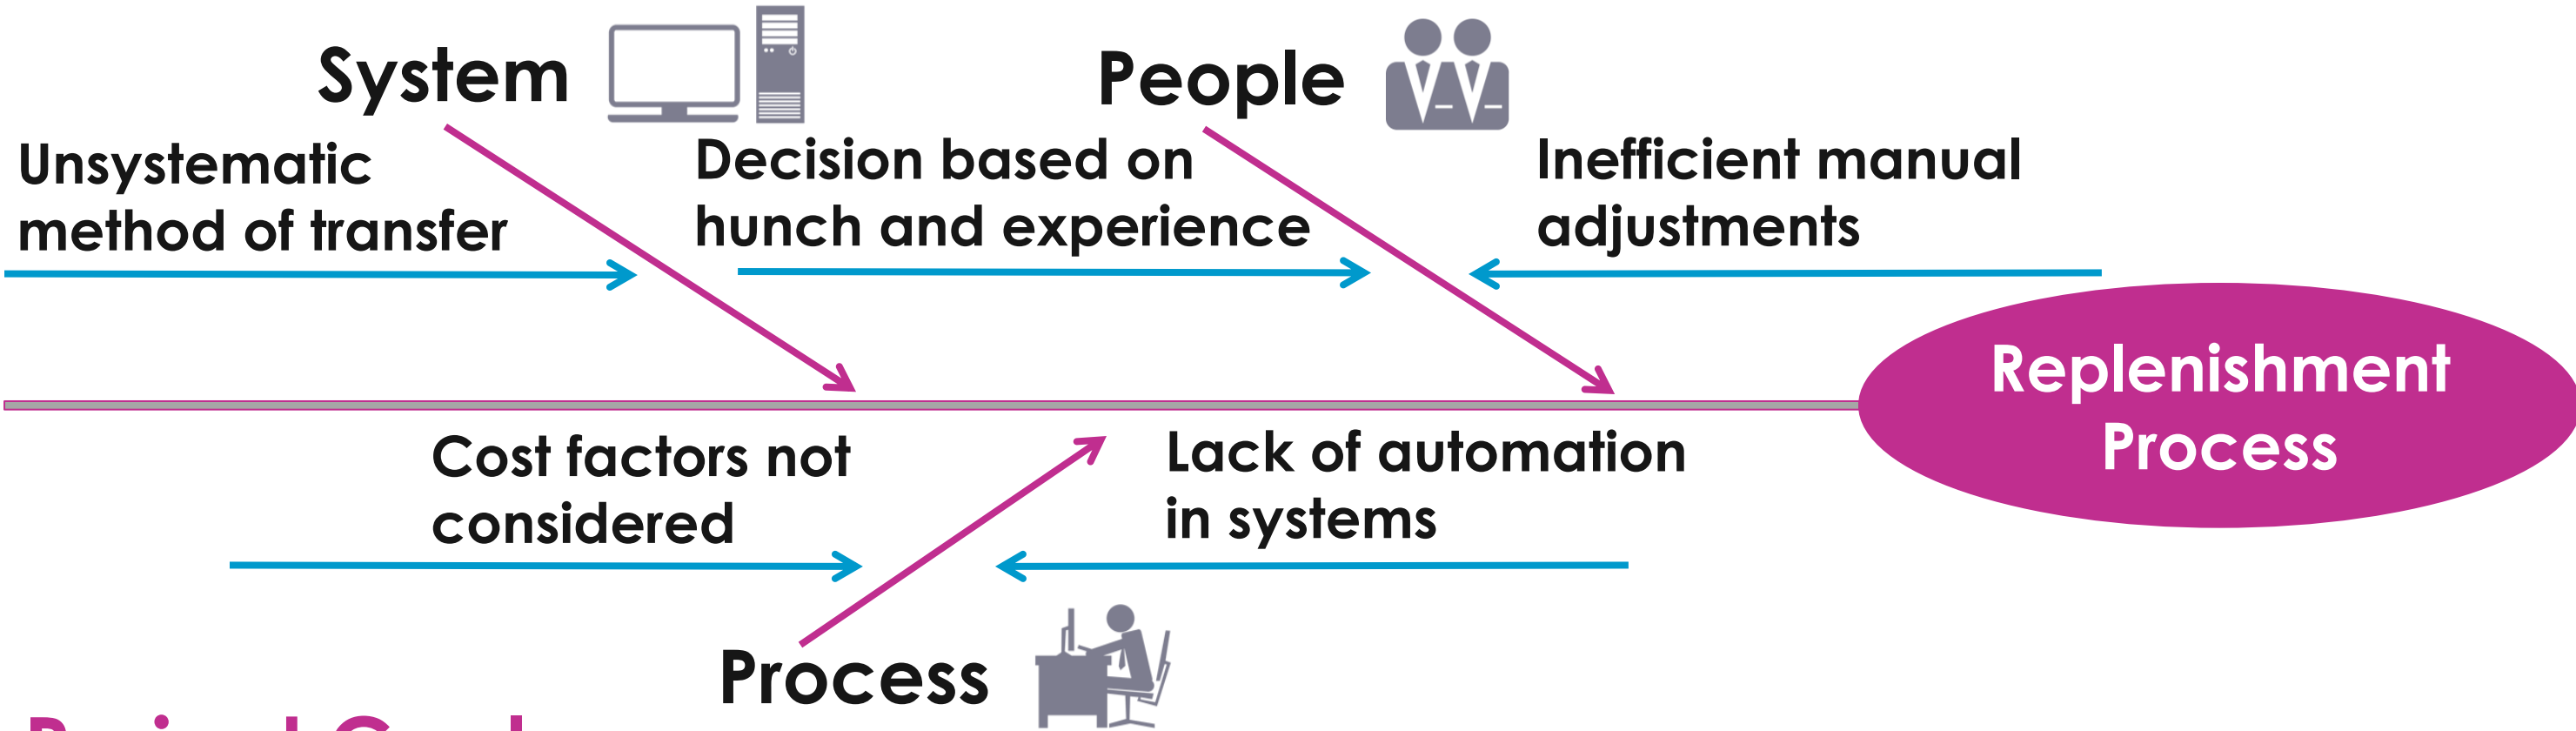 System
People
Unsystematic
method of transfer
Decision based on
hunch and experience
Inefficient manual
adjustments
Replenishment
Process
Cost factors not
considered
Lack of automation
in systems
Process